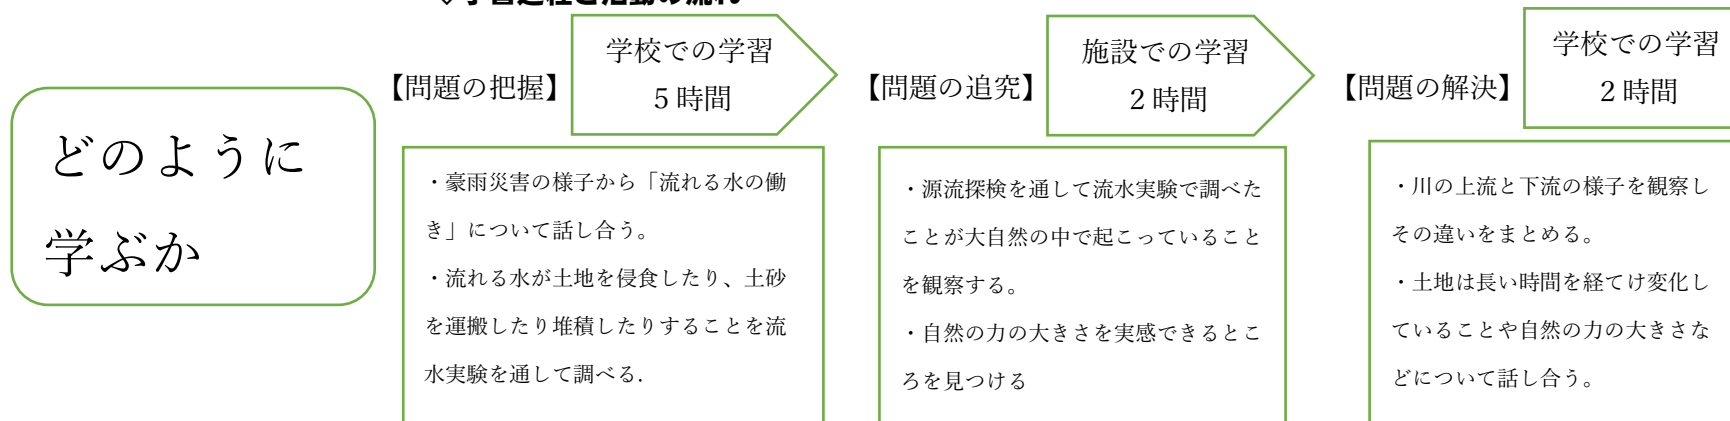 ◇学習過程と活動の流れ
どのように
学ぶか
【問題の把握】
学校での学習
５時間
・豪雨災害の様子から「流れる水の働
き」について話し合う。
・流れる水が土地を侵食したり、土砂
を運搬したり堆積したりすることを流
水実験を通して調べる.
【問題の追究】
施設での学習
２時間
・源流探検を通して流水実験で調べた
ことが大自然の中で起こっていること
を観察する。
・自然の力の大きさを実感できるとこ
ろを見つける
【問題の解決】
学校での学習
２時間
・川の上流と下流の様子を観察し
その違いをまとめる。
・土地は長い時間を経てけ変化し
ていることや自然の力の大きさな
どについて話し合う。